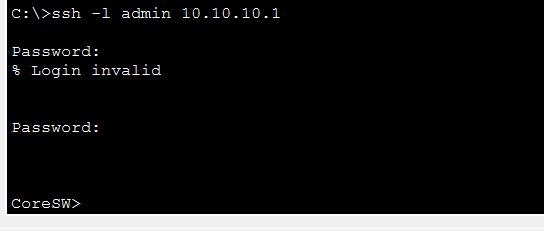 C:\>ssh -l admin 10.10.10.1
Password:
% Login invalid
Password:
CoreSW>